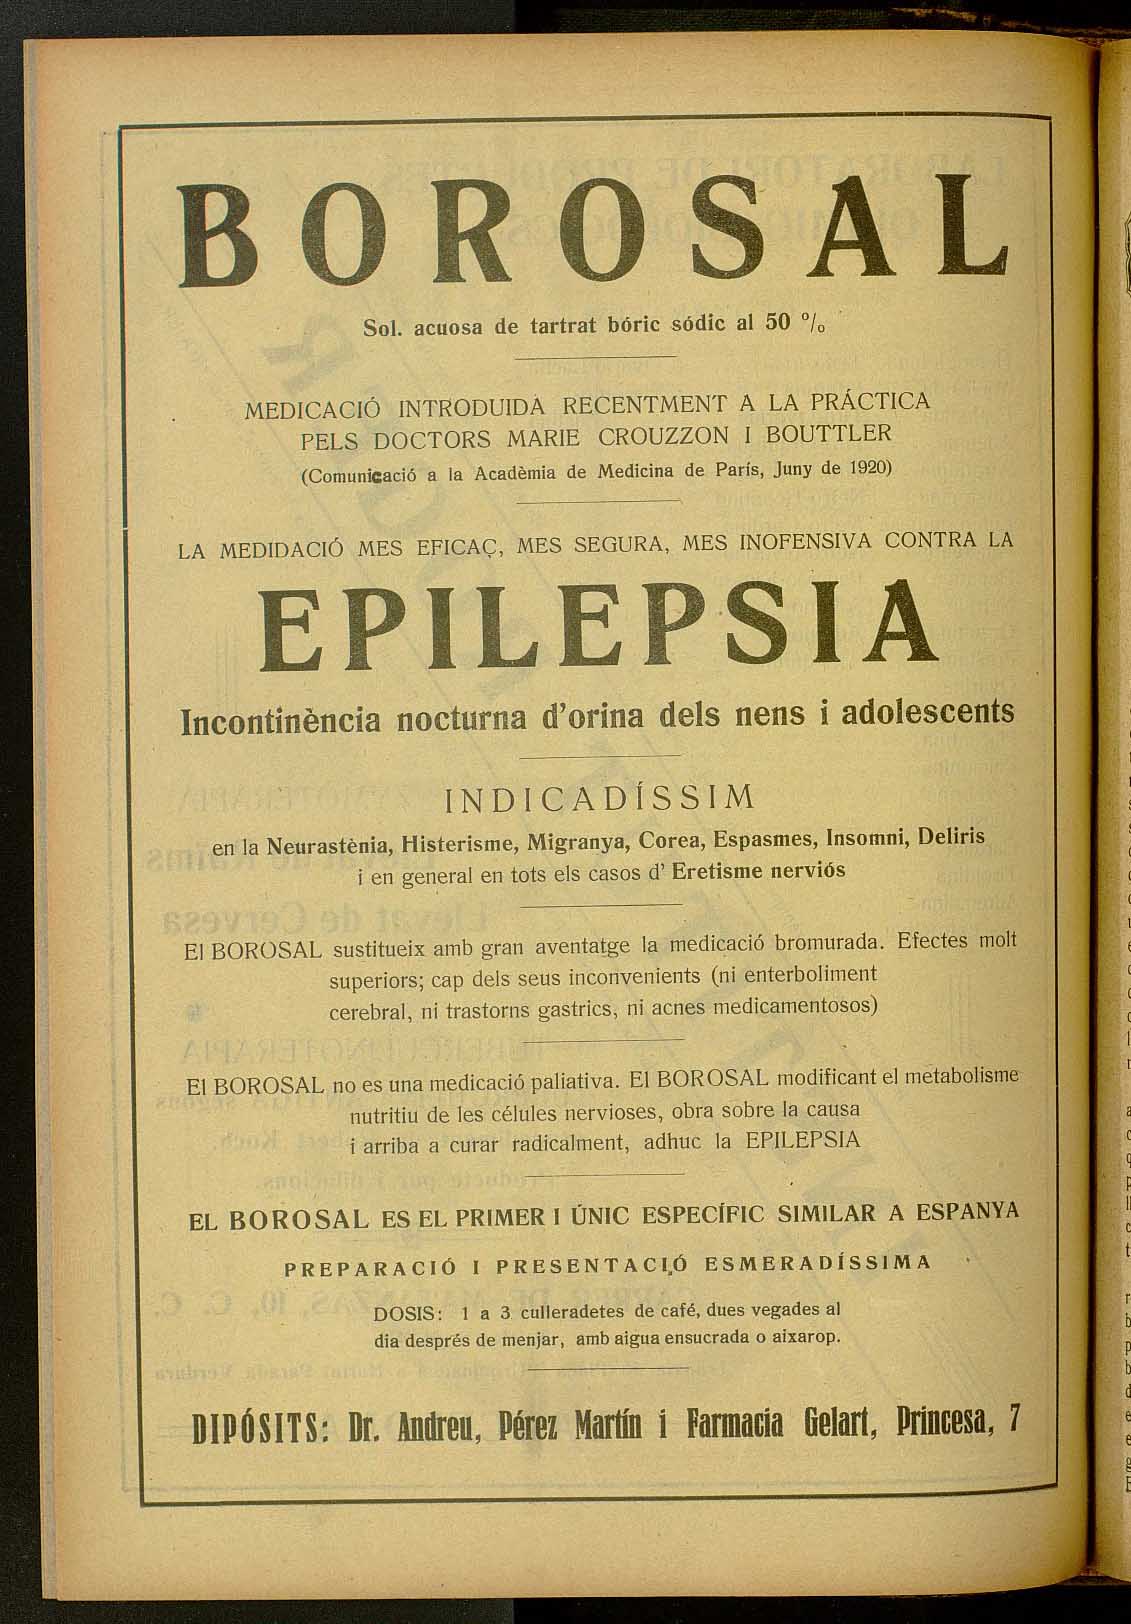 BOROSAL
Sol. acuosa de tartrat bóric sódic al 50 %
MEDICACIÓ INTRODUIDA RECENTMENT A LA PRÁCTICA
PELS DOCTORS MARIE CROUZZON I BOUTTLER
(Comunicació a la Acadèmia de Medicina de París, Juny de 1920)
LA MEDIDACIÓ MES EFICAÇ, MES SEGURA, MES INOFENSIVA CONTRA LA
EPILEPSIA
Incontinència nocturna d'orina dels nens i adolescents
INDICADÍSSIM
en la Neurastènia, Histerisme, Migranya, Corea, Espasmes, Insomni, Deliris
i en general en tots els casos d' Eretisme nerviós
El BOROSAL sustitueix amb gran aventatge la medicació bromurada. Efectes molt
superiors; cap dels seus inconvenients (ni enterboliment
cerebral, ni trastorns gastrics, ni acnes medicamentosos)
El BOROSAL no es una medicació paliativa. El BOROSAL modificant el metabolisme
nutritiu de les célules nervioses, obra sobre la causa
i arriba a curar radicalment, adhuc la EPILEPSIA
EL BOROSAL ES EL PRIMER I ÚNIC ESPECÍFIC SIMILAR A ESPANYA
PREPARACIÓ I PRESENTACIÓ ESMERADÍSSIMA
DOSIS: 1 a 3 culleradetes de café, dues vegades al
dia després de menjar, amb aigua ensucrada o aixarop.
DIPÓSITS: Dr. Andreu, Pérez Martín i Farmacia Gelart, Princesa, 7